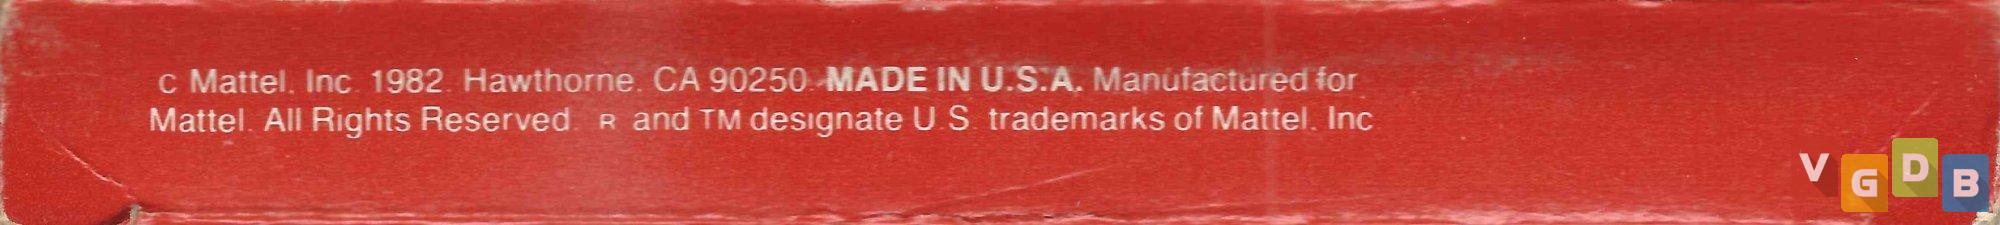 c Mattel, Inc. 1982. Hawthorne, CA 90250. MADE IN U.S.A. Manufactured for
Mattel. All Rights Reserved. R and TM designate U.S. trademarks of Mattel, Inc
VGDB